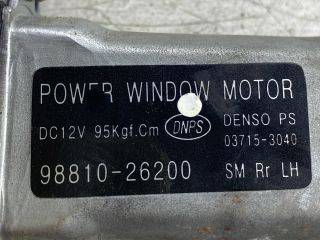 POWER WINDOW MOTOR
DC12V 95Kgf.Cm DNPS DENSO PS
03715-3040
98810-26200 SM Rr LH